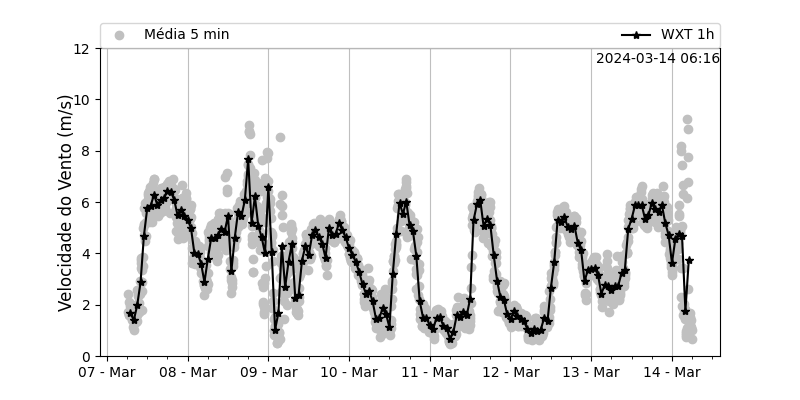 Média 5 min
WXT 1h
2024-03-14 06:16
Velocidade do Vento (m/s)
12
10
8
6
4
2
0
07 - Mar 08 - Mar 09 - Mar 10 - Mar 11 - Mar 12 - Mar 13 - Mar 14 - Mar